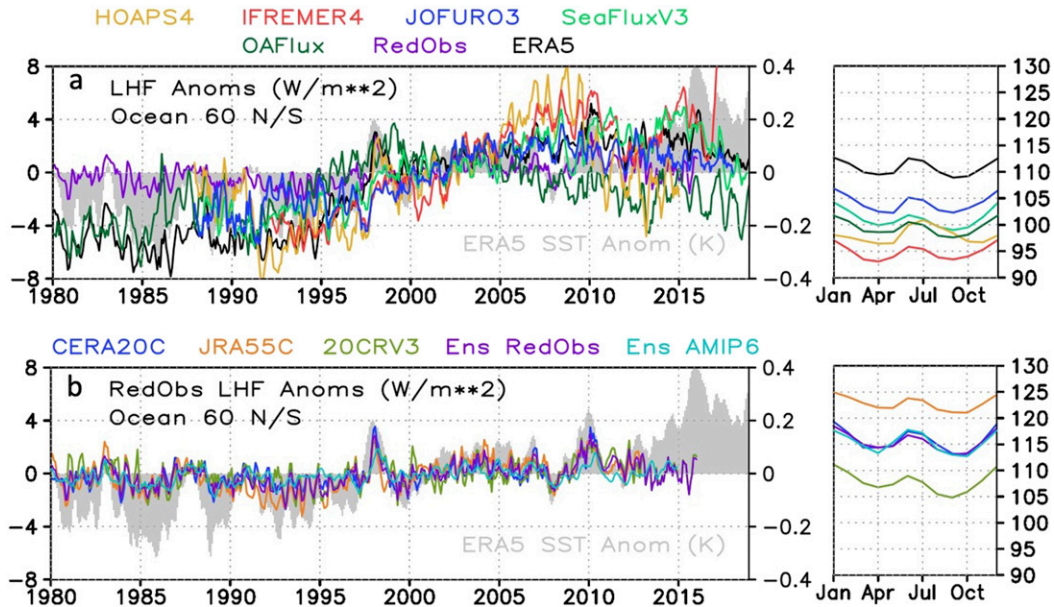 HOAPS4 IFREMER4 JOFURO3 SeaFluxV3
OAFlux RedObs ERA5
a LHF Anoms (W/m**2)
Ocean 60 N/S
ERA5 SST Anom (K)
8
4
0
-4
-8
0.4
0.2
0
-0.2
-0.4
1980 1985 1990 1995 2000 2005 2010 2015
130
125
120
115
110
105
100
95
90
Jan Apr Jul Oct
CERA20C JRA55C 20CRV3 Ens RedObs Ens AMIP6
b RedObs LHF Anoms (W/m**2)
Ocean 60 N/S
ERA5 SST Anom (K)
8
4
0
-4
-8
0.4
0.2
0
0.2
0.4
1980 1985 1990 1995 2000 2005 2010 2015
130
125
120
115
110
105
100
95
90
Jan Apr Jul Oct